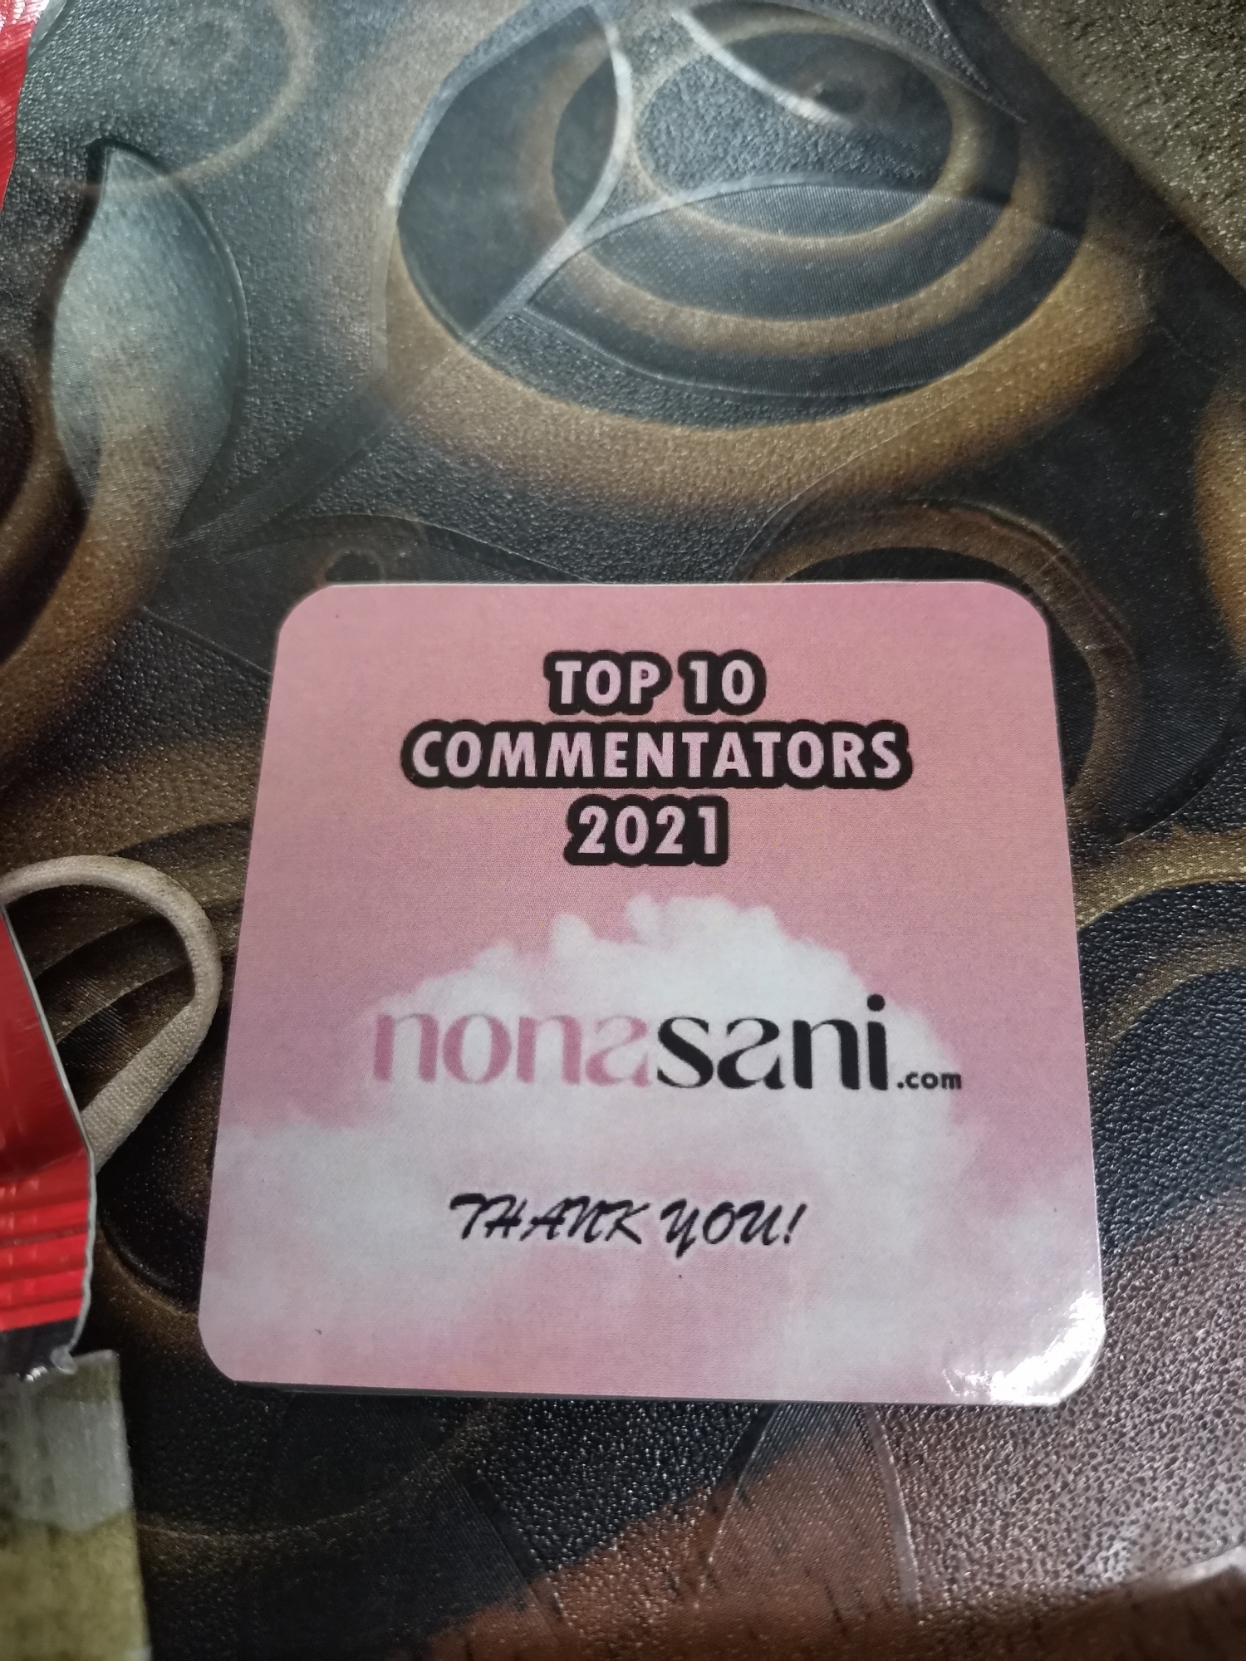 TOP 10
COMMENTATORS
2021
nonasani.com
THANK YOU!